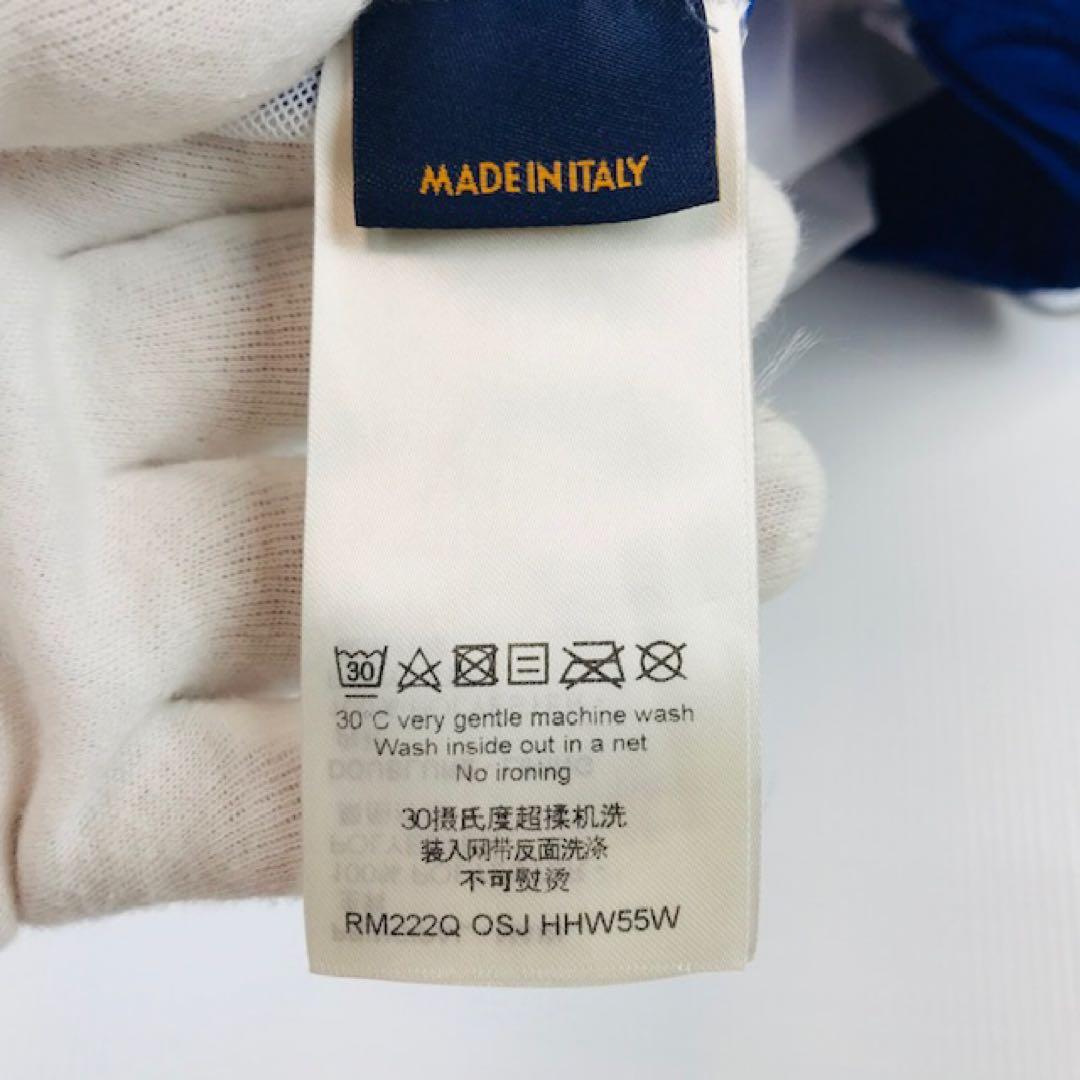 MADE IN ITALY
30
30°C very gentle machine wash
Wash inside out in a net
No ironing
30摄氏度超揉机洗
装入网带反面洗涤
不可熨烫
RM222Q OSJ HHW55W